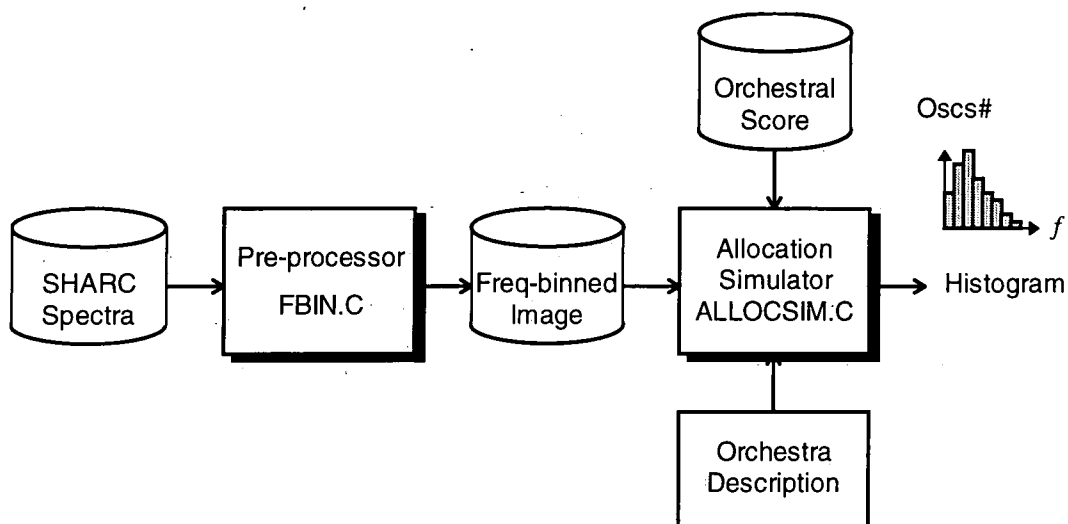 Orchestral
Score
Oscs#
f
SHARC
Spectra
Pre-processor
FBIN.C
Freq-binned
Image
Allocation
Simulator
ALLOCSIM.C
Histogram
Orchestra
Description